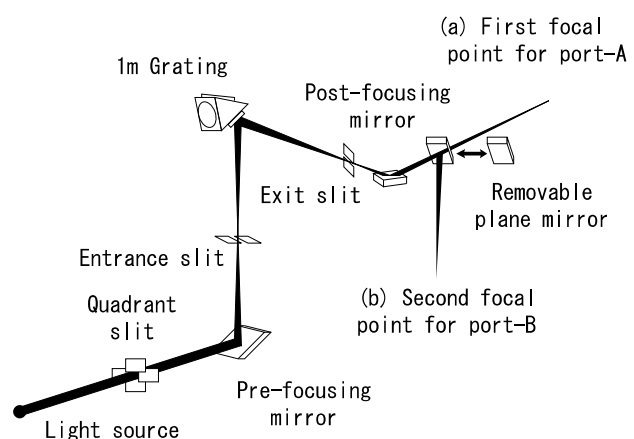 (a) First focal
point for port-A
1m Grating
Post-focusing
mirror
Exit slit
Removable
plane mirror
Entrance slit
(b) Second focal
point for port-B
Quadrant
slit
Pre-focusing
mirror
Light source